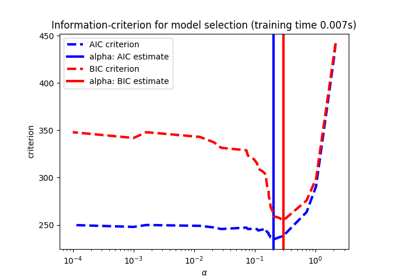 Information-criterion for model selection (training time 0.007s)
450
400
350
300
250
criterion
AIC criterion
alpha: AIC estimate
BIC criterion
alpha: BIC estimate
10⁻⁴ 10⁻³ 10⁻² 10⁻¹ 10⁰
α